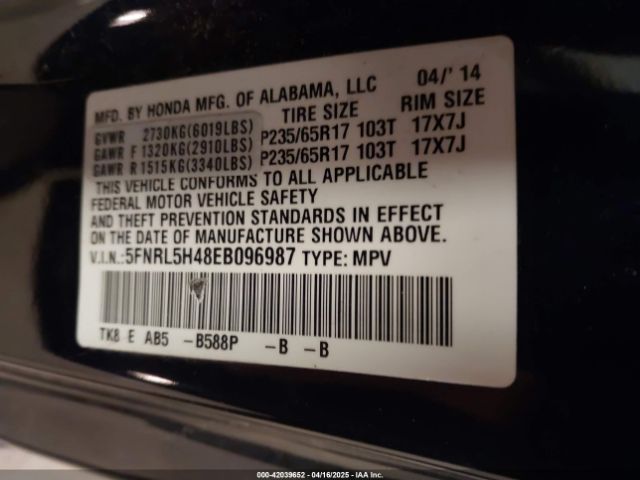 MFD. BY HONDA MFG. OF ALABAMA, LLC 04/' 14
TIRE SIZE RIM SIZE
GVWR 2730KG(6019LBS)
GAWR F 1320KG(2910LBS) P235/65R17 103T 17X7J
GAWR R 1515KG(3340LBS) P235/65R17 103T 17X7J
THIS VEHICLE CONFORMS TO ALL APPLICABLE
FEDERAL MOTOR VEHICLE SAFETY
AND THEFT PREVENTION STANDARDS IN EFFECT
ON THE DATE OF MANUFACTURE SHOWN ABOVE.
V.I.N.:5FNRL5H48EB096987 TYPE: MPV
TK8 E AB5 -B588P -B -B
000-42039652 - 04/16/2025 - IAA Inc.